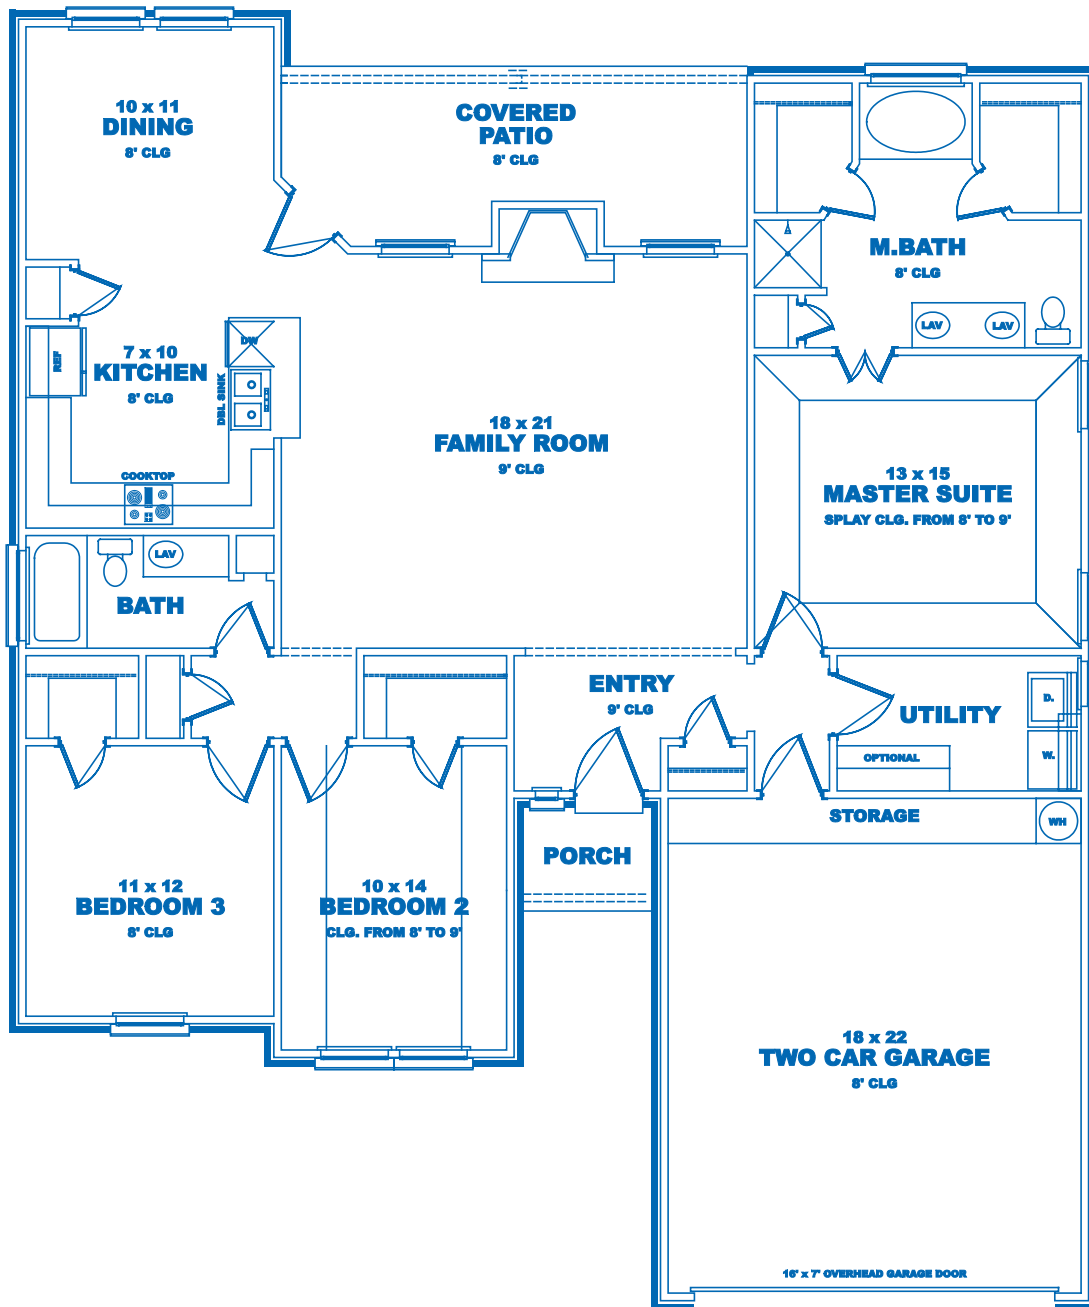 10 x 11
DINING
8' CLG
COVERED
PATIO
8' CLG
M.BATH
8' CLG
LAV
LAV
REF
7 x 10
KITCHEN
8' CLG
DW
DBL SINK
COOKTOP
18 x 21
FAMILY ROOM
9' CLG
13 x 15
MASTER SUITE
SPLAY CLG. FROM 8' TO 9'
LAV
BATH
ENTRY
9' CLG
UTILITY
D.
W.
OPTIONAL
STORAGE
WH
PORCH
11 x 12
BEDROOM 3
8' CLG
10 x 14
BEDROOM 2
CLG. FROM 8' TO 9'
18 x 22
TWO CAR GARAGE
8' CLG
16' x 7' OVERHEAD GARAGE DOOR